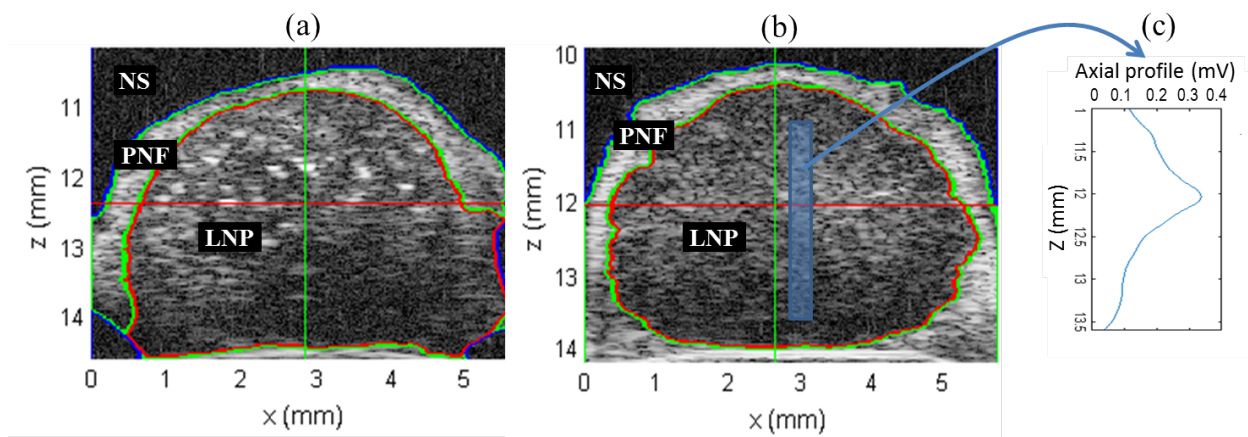 (a)
(b)
(c)
NS
PNF
LNP
11
12
13
14
z (mm)
0 1 2 3 4 5
x (mm)
10
NS
PNF
LNP
11
12
13
14
z (mm)
0 1 2 3 4 5
x (mm)
Axial profile (mV)
0 0.1 0.2 0.3 0.4
1
11.5
12
12.5
13
13.5
Z (mm)